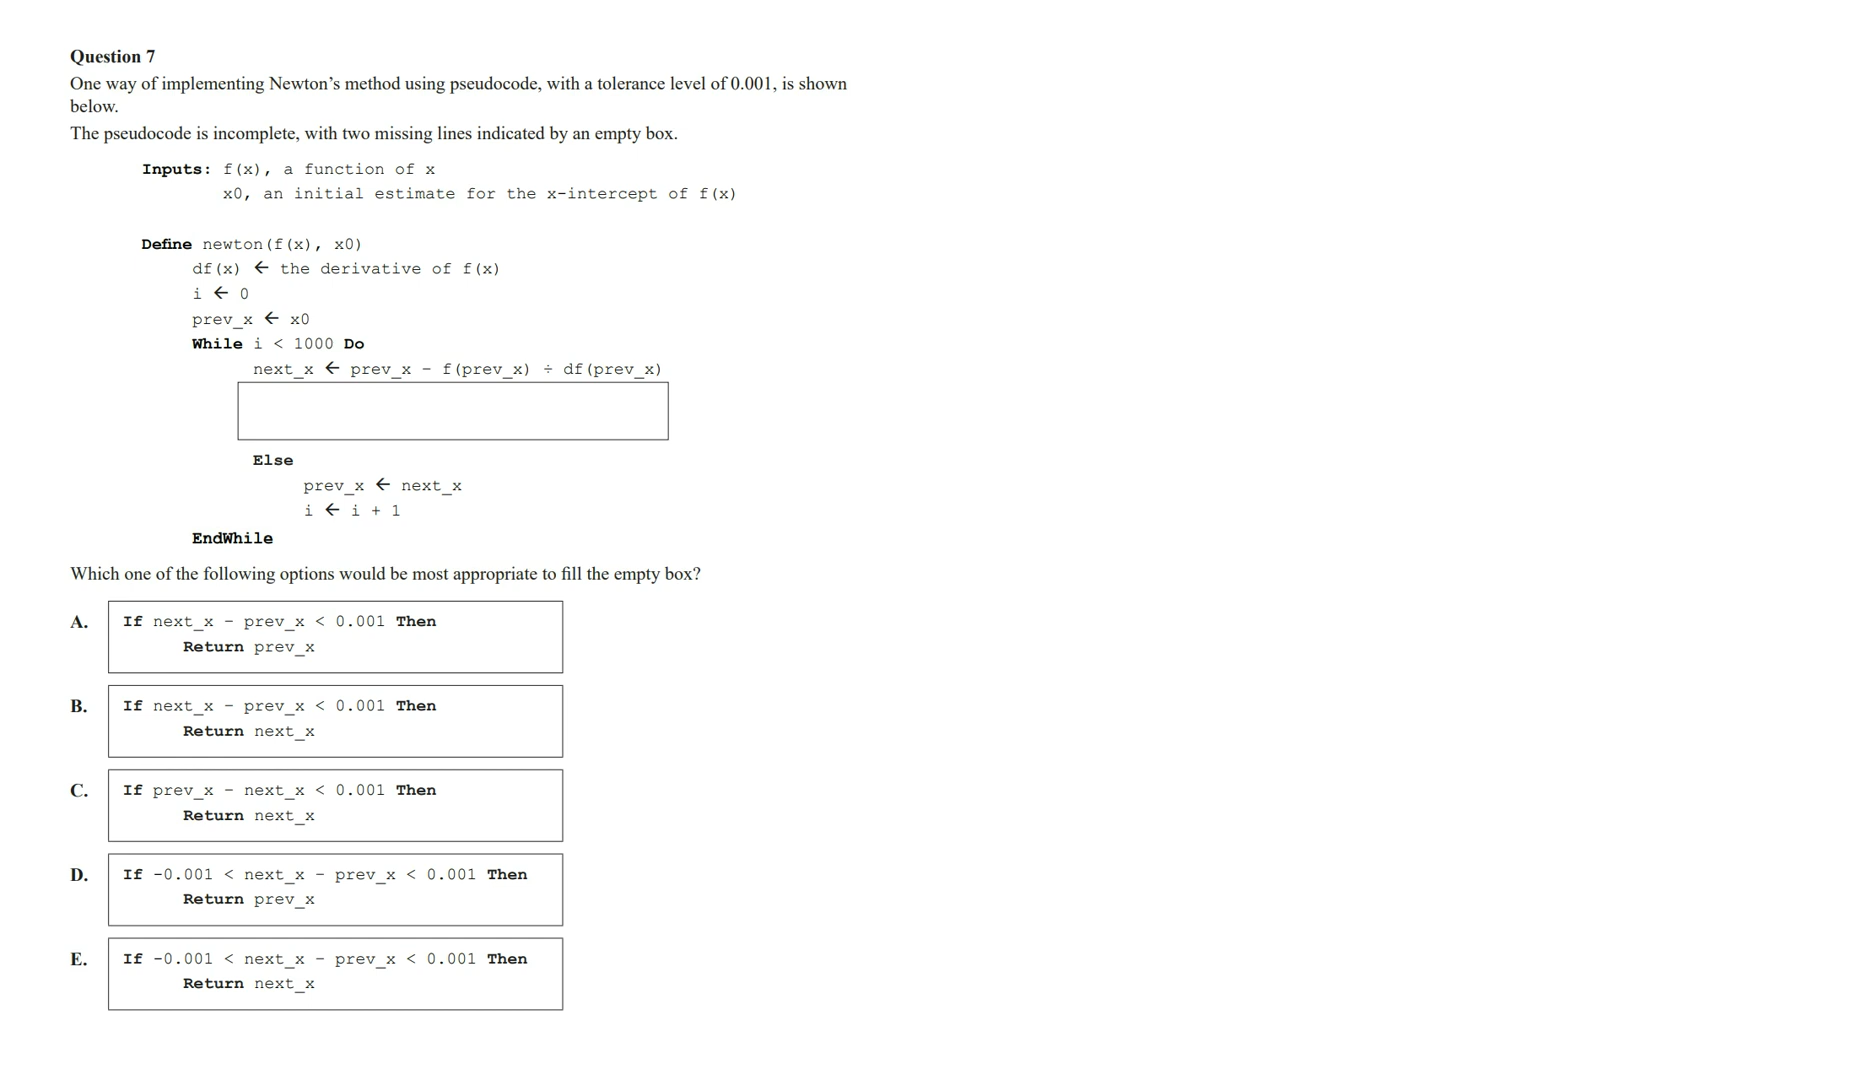 Question 7
One way of implementing Newton’s method using pseudocode, with a tolerance level of 0.001, is shown
below.
The pseudocode is incomplete, with two missing lines indicated by an empty box.
Inputs: f(x), a function of x
x0, an initial estimate for the x-intercept of f(x)
Define newton(f(x), x0)
df(x) ← the derivative of f(x)
i ← 0
prev_x ← x0
While i < 1000 Do
next_x ← prev_x - f(prev_x) ÷ df(prev_x)
Else
prev_x ← next_x
i ← i + 1
EndWhile
Which one of the following options would be most appropriate to fill the empty box?
A. If next_x - prev_x < 0.001 Then
Return prev_x
B. If next_x - prev_x < 0.001 Then
Return next_x
C. If prev_x - next_x < 0.001 Then
Return next_x
D. If -0.001 < next_x - prev_x < 0.001 Then
Return prev_x
E. If -0.001 < next_x - prev_x < 0.001 Then
Return next_x